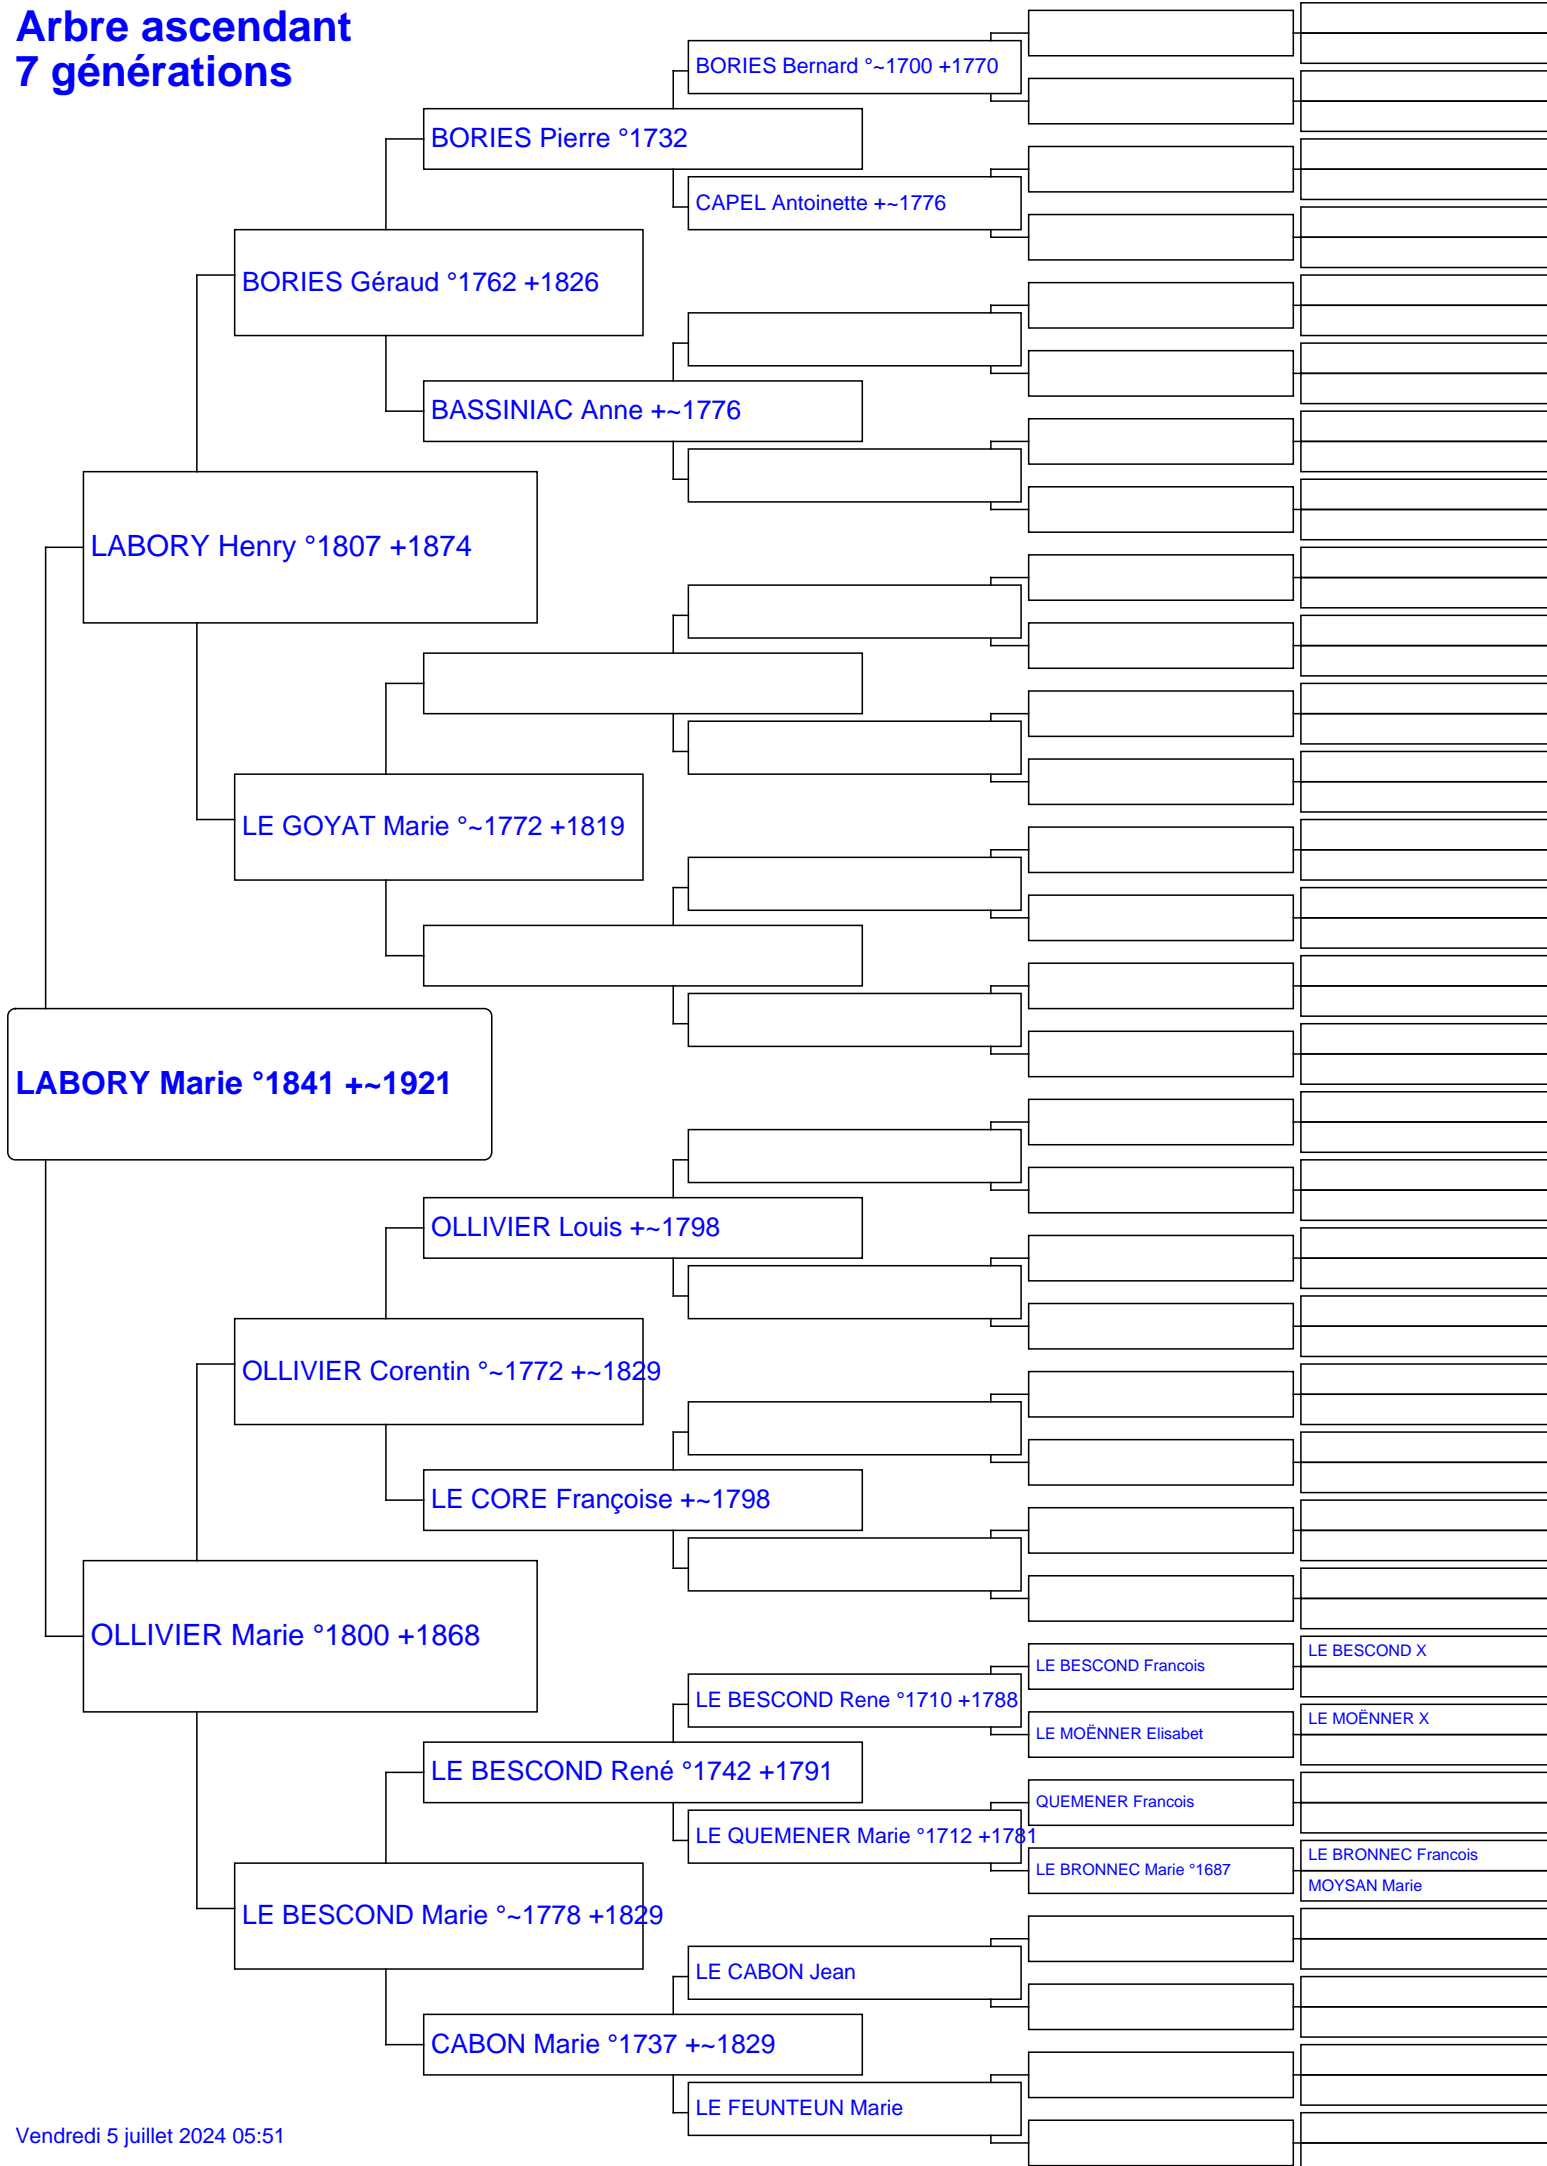 Arbre ascendant
7 générations
BORIES Bernard °~1700 +1770
BORIES Pierre °1732
CAPEL Antoinette +~1776
BORIES Géraud °1762 +1826
BASSINIAC Anne +~1776
LABORY Henry °1807 +1874
LE GOYAT Marie °~1772 +1819
LABORY Marie °1841 +~1921
OLLIVIER Louis +~1798
OLLIVIER Corentin °~1772 +~1829
LE CORE Françoise +~1798
OLLIVIER Marie °1800 +1868
LE BESCOND X
LE BESCOND Francois
LE BESCOND Rene °1710 +1788
LE MOËNNER X
LE MOËNNER Elisabet
LE BESCOND René °1742 +1791
QUEMENER Francois
LE QUEMENER Marie °1712 +1781
LE BRONNEC Francois
LE BRONNEC Marie °1687
MOYSAN Marie
LE BESCOND Marie °~1778 +1829
LE CABON Jean
CABON Marie °1737 +~1829
LE FEUNTEUN Marie
Vendredi 5 juillet 2024 05:51